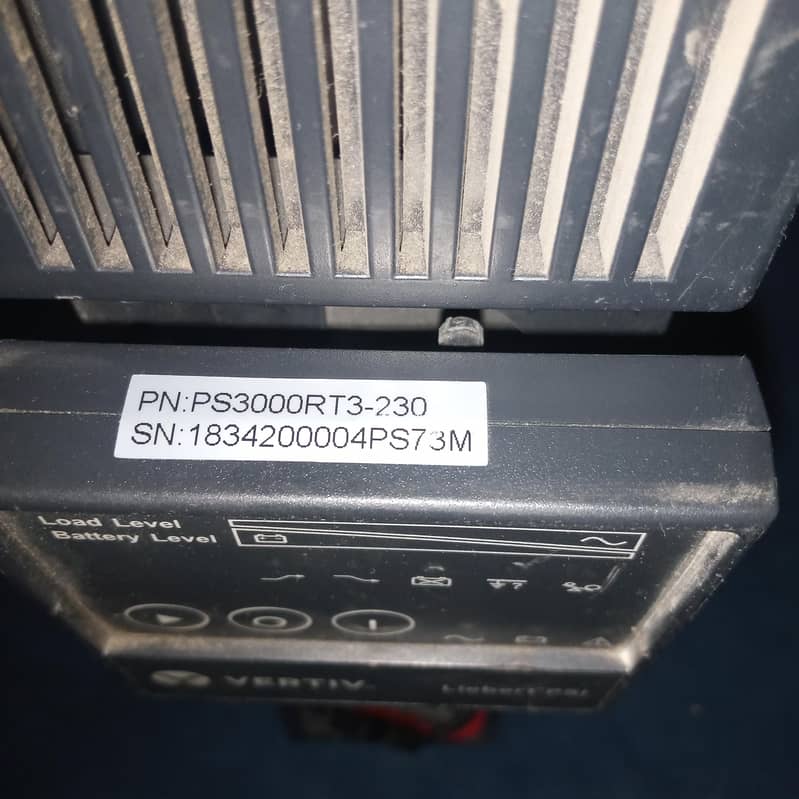 PN:PS3000RT3-230
SN:1834200004PS73M
Load Level
Battery Level
VERTIV